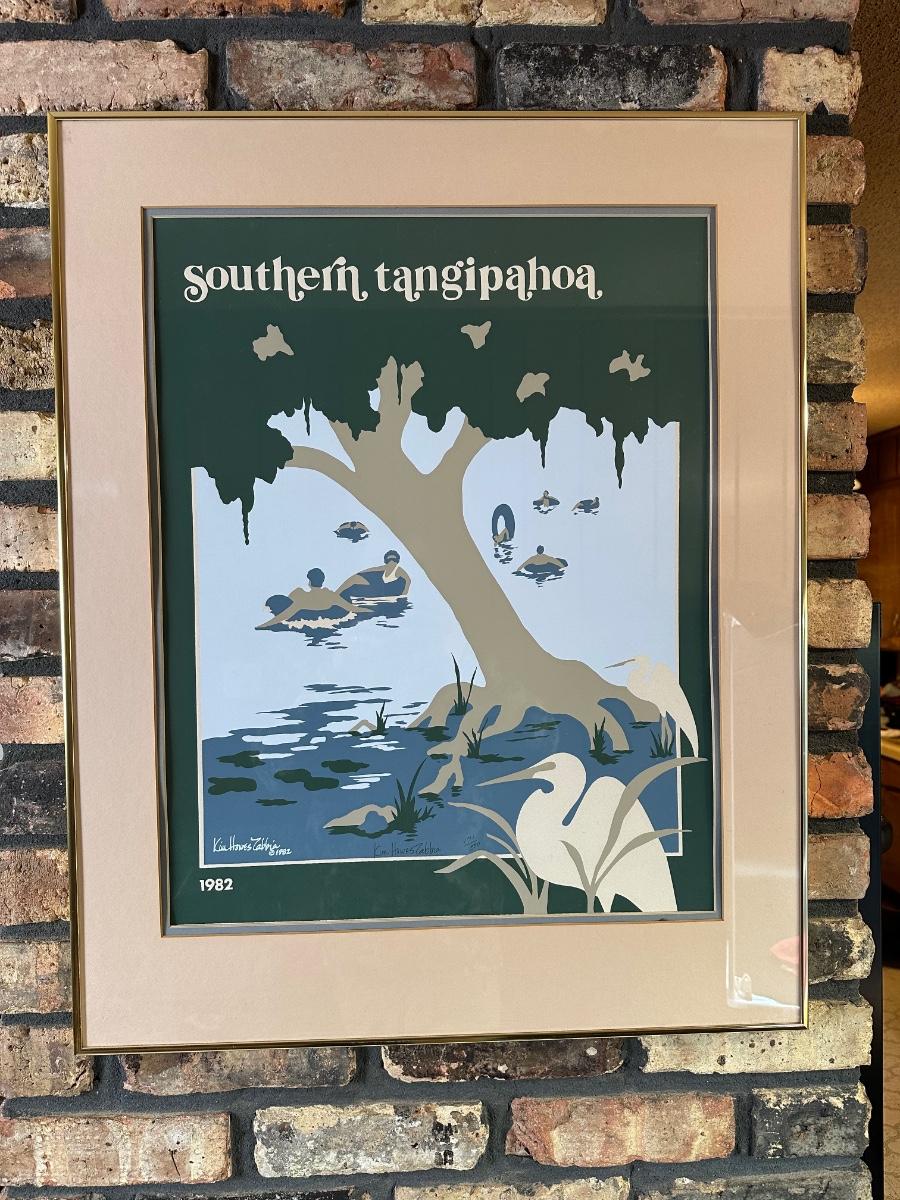 southern tangipahoa
Kim Howes Zabbia
© 1982
Kim Howes Zabbia
1982